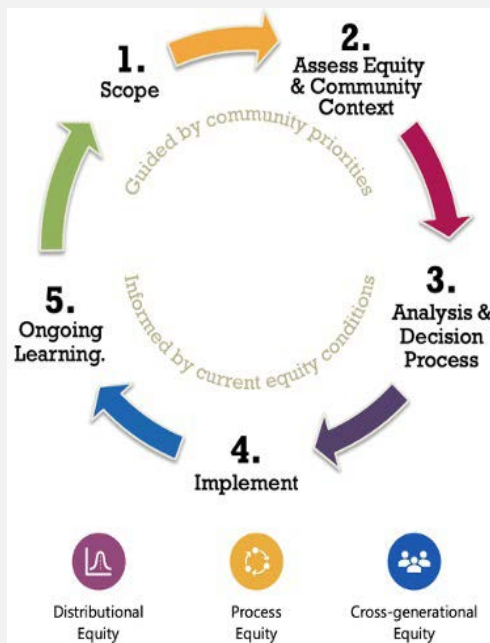 1.
Scope
2.
Assess Equity
& Community
Context
Guided by community priorities
3.
Analysis &
Decision
Process
5.
Ongoing
Learning.
Informed by current equity conditions
4.
Implement
Distributional
Equity
Process
Equity
Cross-generational
Equity